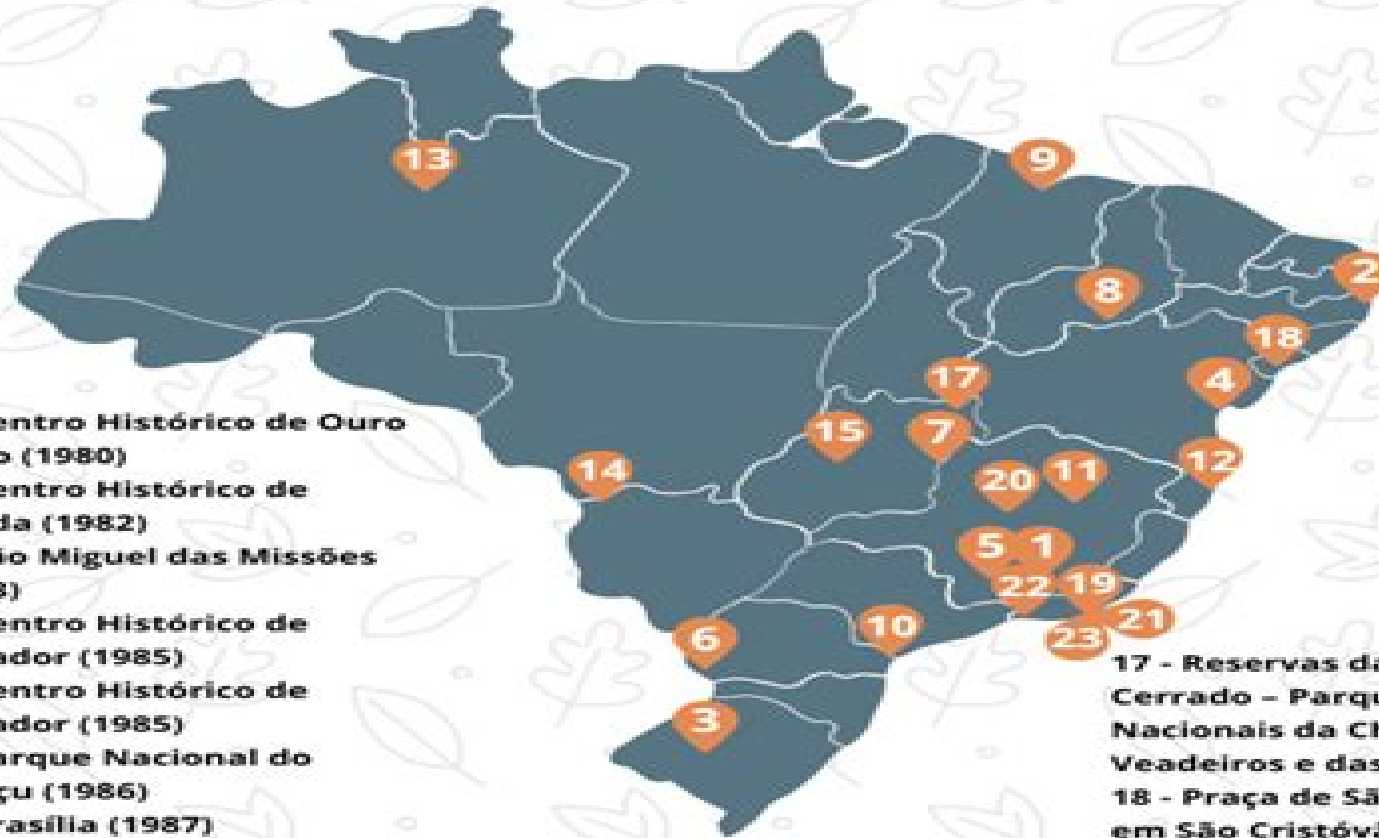 13
9
2
8
18
17
4
15
7
14
12
20
11
5
1
22
19
21
10
23
6
3
entro Histórico de Ouro
o (1980)
entro Histórico de
da (1982)
io Miguel das Missões
3)
entro Histórico de
ador (1985)
entro Histórico de
ador (1985)
arque Nacional do
çu (1986)
rasília (1987)
17 - Reservas da
Cerrado – Parqu
Nacionais da Ch
Veadeiros e das
18 - Praça de Sã
em São Cristóvã